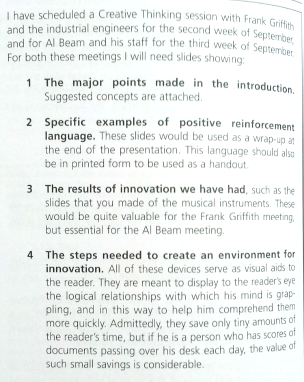 I have scheduled a Creative Thinking session with Frank Griffith
and the industrial engineers for the second week of September,
and for Al Beam and his staff for the third week of September.
For both these meetings I will need slides showing:
1 The major points made in the introduction.
Suggested concepts are attached.
2 Specific examples of positive reinforcement
language. These slides would be used as a wrap-up at
the end of the presentation. This language should also
be in printed form to be used as a handout.
3 The results of innovation we have had, such as the
slides that you made of the musical instruments. These
would be quite valuable for the Frank Griffith meeting,
but essential for the Al Beam meeting.
4 The steps needed to create an environment for
innovation. All of these devices serve as visual aids to
the reader. They are meant to display to the reader's eye
the logical relationships with which his mind is grap-
pling, and in this way to help him comprehend them
more quickly. Admittedly, they save only tiny amounts of
the reader's time, but if he is a person who has scores of
documents passing over his desk each day, the value of
such small savings is considerable.